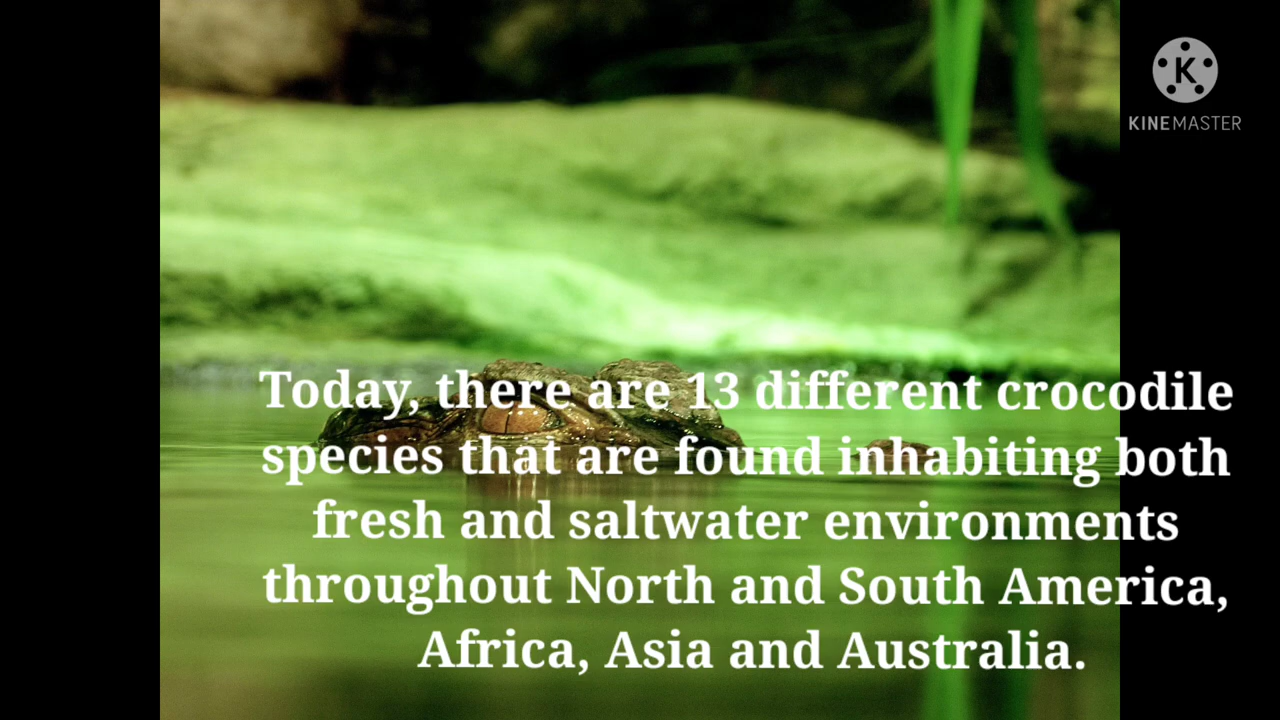 K
KINEMASTER
Today, there are 13 different crocodile
species that are found inhabiting both
fresh and saltwater environments
throughout North and South America,
Africa, Asia and Australia.